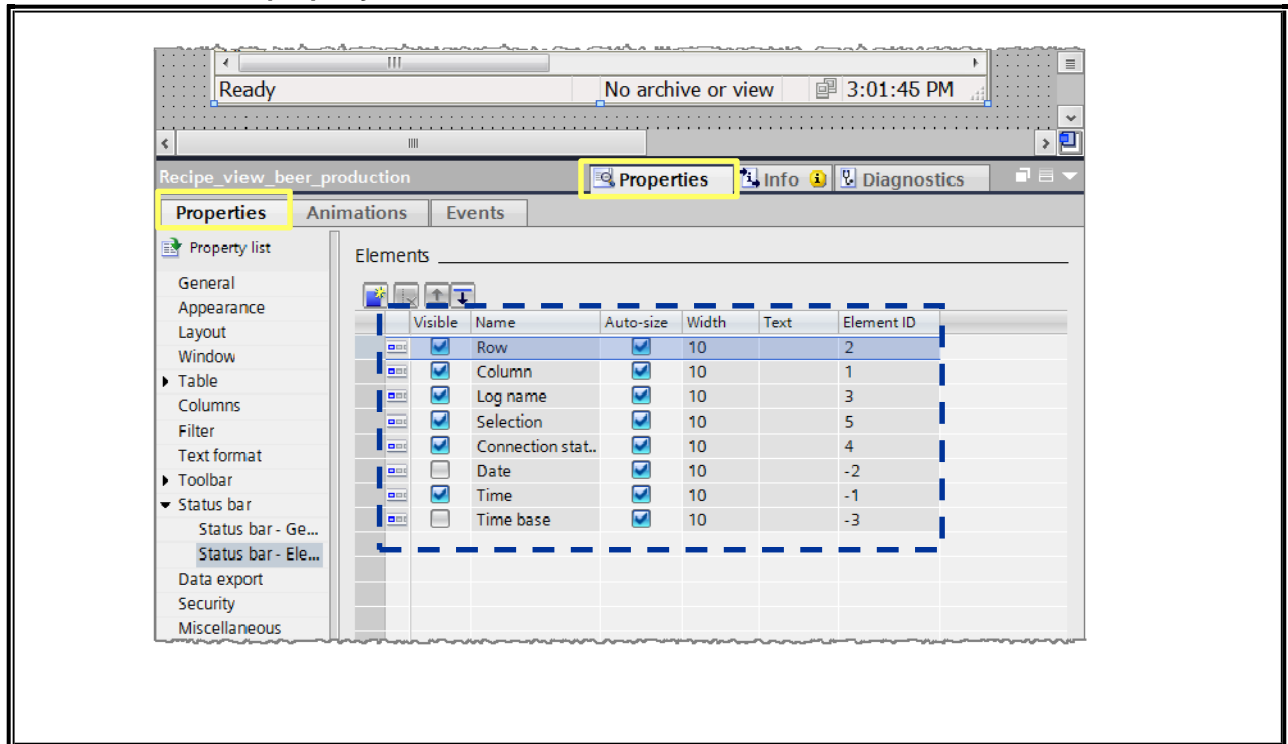 Ready No archive or view 3:01:45 PM
Recipe_view_beer_production Properties Info Diagnostics
Properties Animations Events
Property list
Elements
General
Appearance
Layout
Window
Table
Columns
Filter
Text format
Toolbar
Status bar
Status bar - Ge...
Status bar - Ele...
Data export
Security
Miscellaneous
Visible Name Auto-size Width Text Element ID
Row 10 2
Column 10 1
Log name 10 3
Selection 10 5
Connection stat.. 10 4
Date 10 -2
Time 10 -1
Time base 10 -3